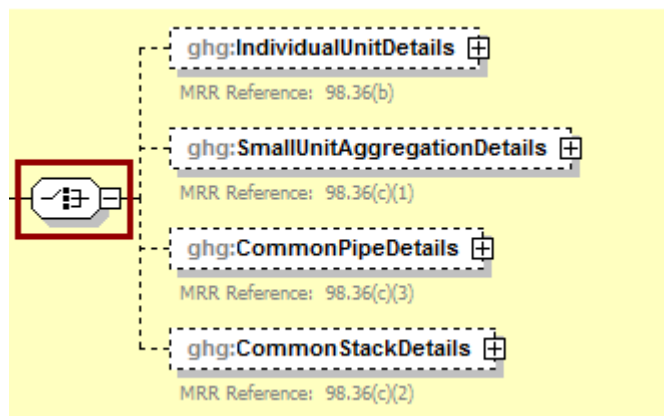 ghg:IndividualUnitDetails
MRR Reference: 98.36(b)
ghg:SmallUnitAggregationDetails
MRR Reference: 98.36(c)(1)
ghg:CommonPipeDetails
MRR Reference: 98.36(c)(3)
ghg:CommonStackDetails
MRR Reference: 98.36(c)(2)